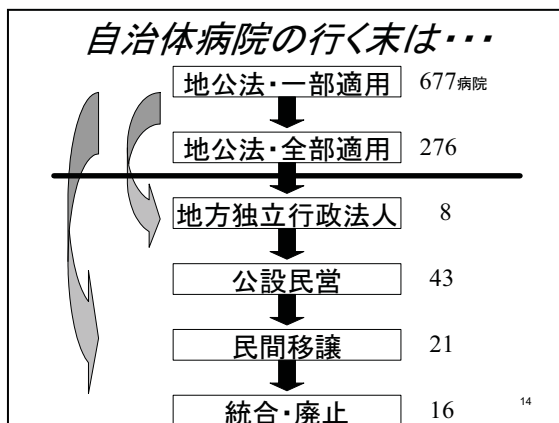 自治体病院の行く末は・・・
地公法・一部適用 677病院
地公法・全部適用 276
地方独立行政法人 8
公設民営 43
民間移譲 21
統合・廃止 16
14